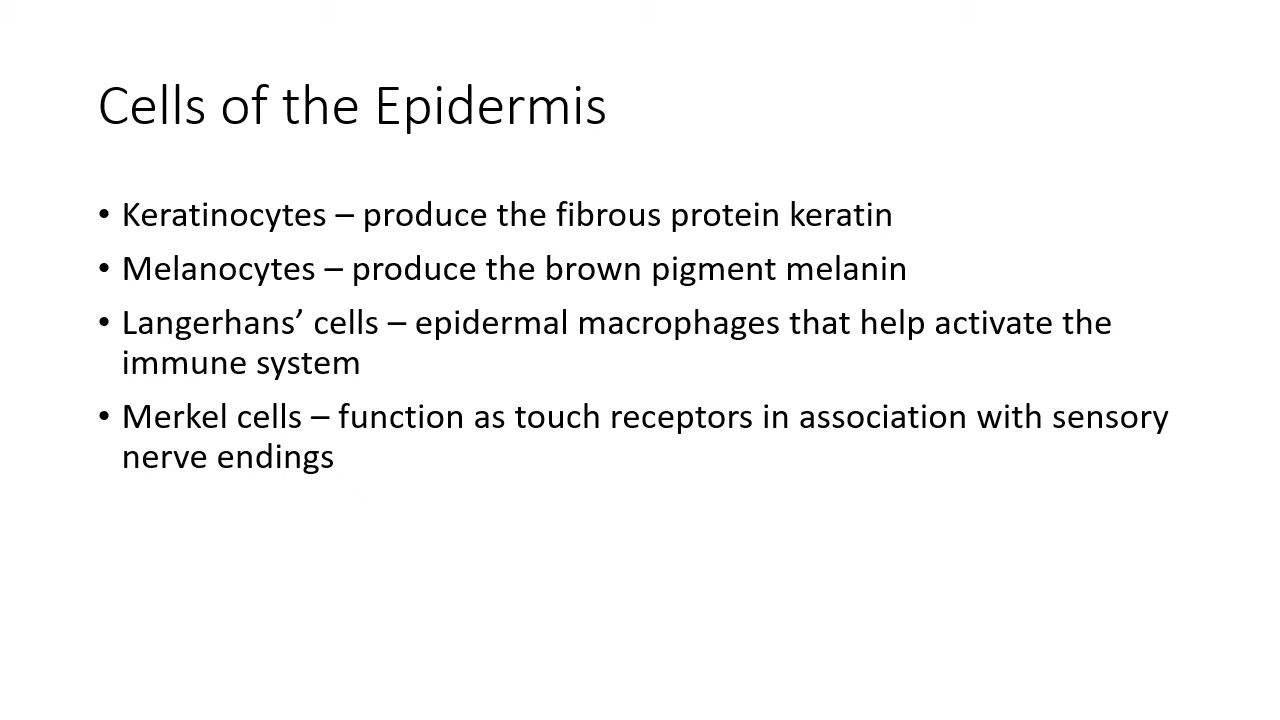 Cells of the Epidermis
• Keratinocytes – produce the fibrous protein keratin
• Melanocytes – produce the brown pigment melanin
• Langerhans’ cells – epidermal macrophages that help activate the
immune system
• Merkel cells – function as touch receptors in association with sensory
nerve endings